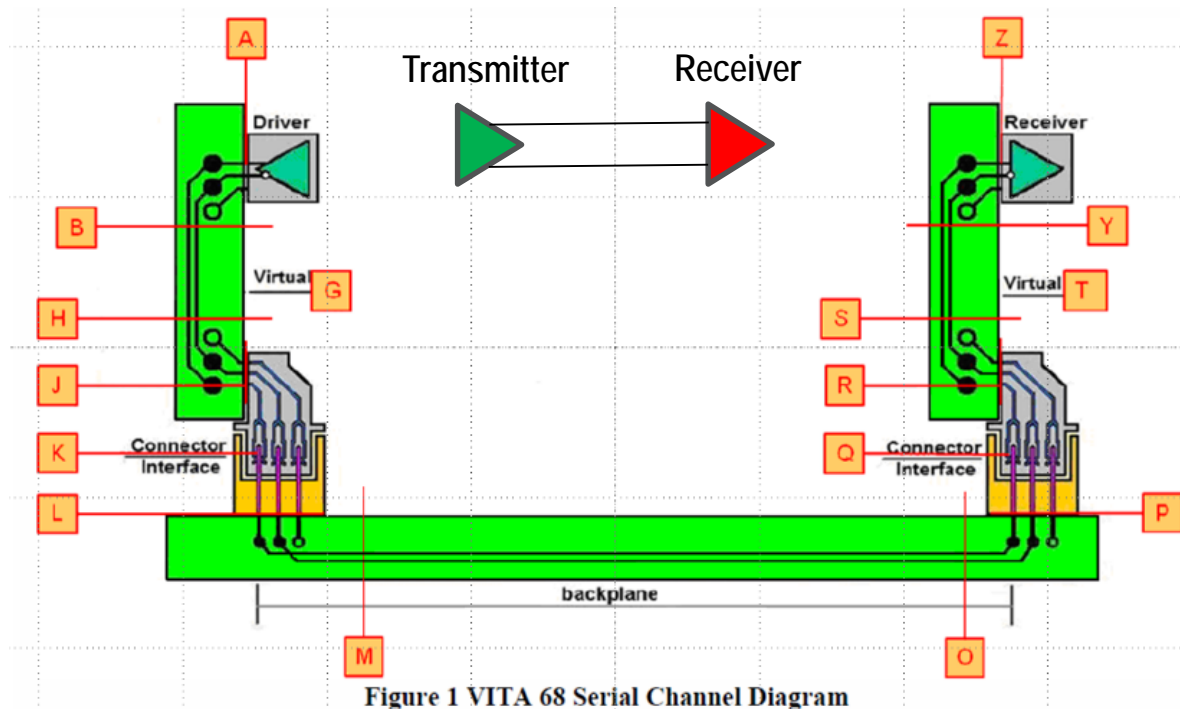 A
Z
Transmitter
Receiver
Driver
Receiver
B
Y
Virtual
G
Virtual
T
H
S
J
R
K
Connector
Interface
Q
Connector
Interface
L
P
backplane
M
O
Figure 1 VITA 68 Serial Channel Diagram